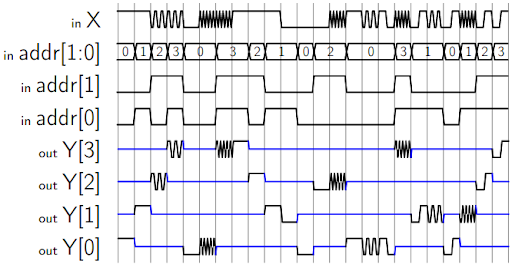 in X
in addr[1:0] 0 1 2 3 0 3 2 1 0 2 0 3 1 0 1 2 3
in addr[1]
in addr[0]
out Y[3]
out Y[2]
out Y[1]
out Y[0]